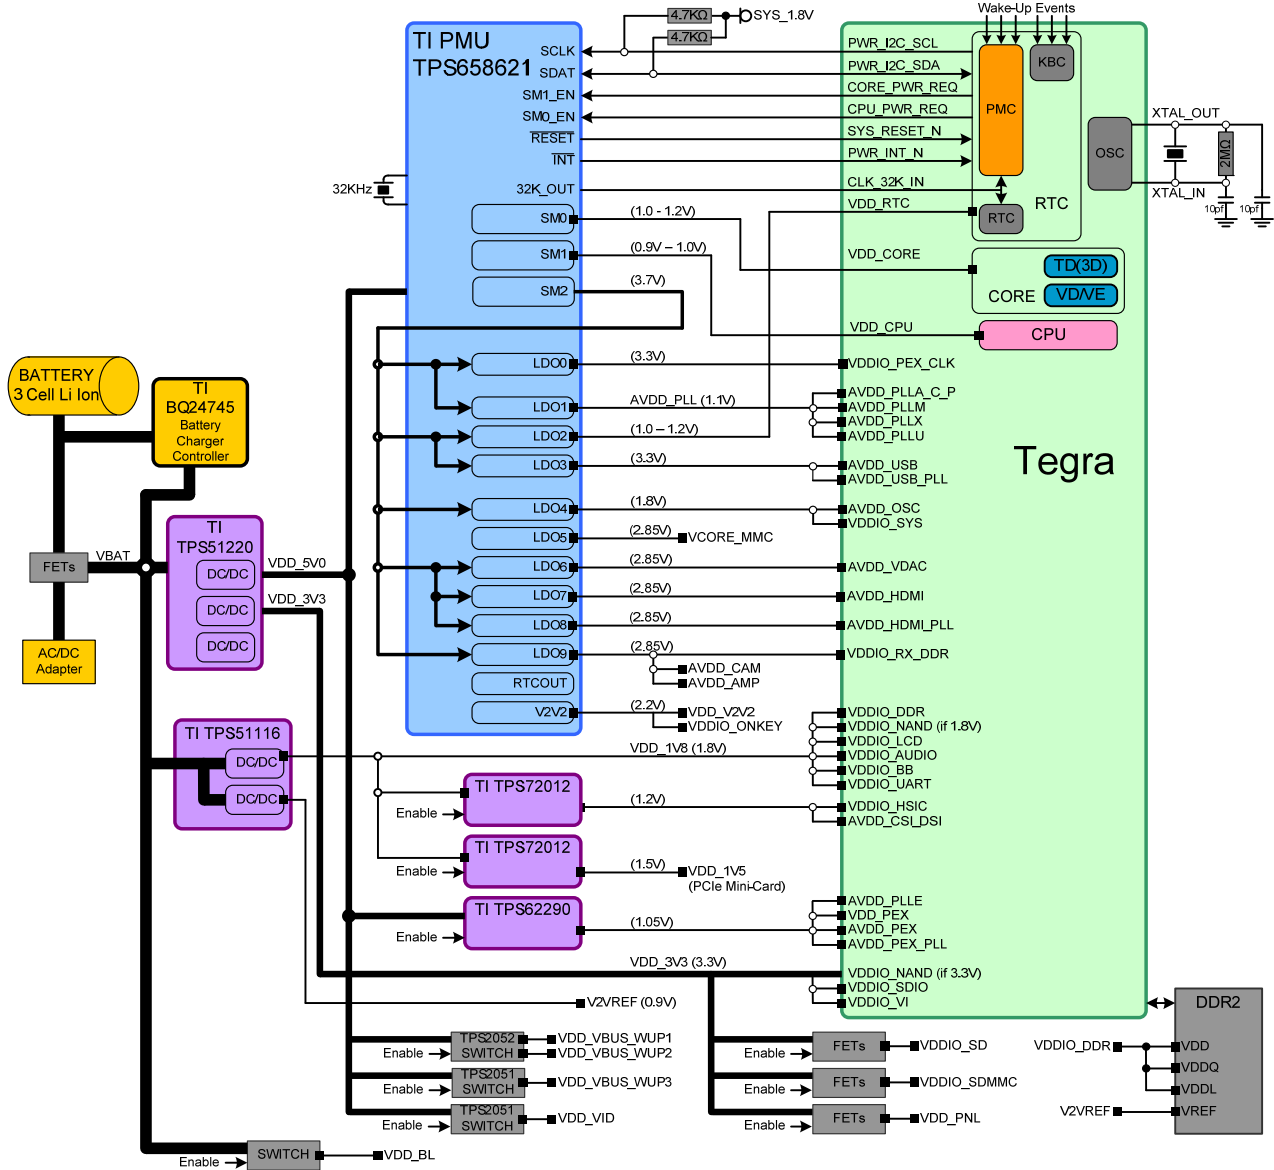 Wake-Up Events
4.7KΩ
SYS_1.8V
4.7KΩ
TI PMU
TPS658621
SCLK
SDAT
SM1_EN
SM0_EN
RESET
INT
32K_OUT
32KHz
PWR_I2C_SCL
PWR_I2C_SDA
CORE_PWR_REQ
CPU_PWR_REQ
SYS_RESET_N
PWR_INT_N
CLK_32K_IN
VDD_RTC
VDD_CORE
VDD_CPU
PMC
KBC
RTC
RTC
OSC
XTAL_OUT
XTAL_IN
2MΩ
10pf
10pf
TD(3D)
CORE
VD/VE
CPU
Tegra
SM0
(1.0 - 1.2V)
SM1
(0.9V – 1.0V)
SM2
(3.7V)
LDO0
(3.3V)
VDDIO_PEX_CLK
LDO1
AVDD_PLL (1.1V)
AVDD_PLLA_C_P
AVDD_PLLM
AVDD_PLLX
AVDD_PLLU
LDO2
(1.0 – 1.2V)
LDO3
(3.3V)
AVDD_USB
AVDD_USB_PLL
LDO4
(1.8V)
AVDD_OSC
VDDIO_SYS
LDO5
(2.85V)
VCORE_MMC
LDO6
(2.85V)
AVDD_VDAC
LDO7
(2.85V)
AVDD_HDMI
LDO8
(2.85V)
AVDD_HDMI_PLL
LDO9
(2.85V)
VDDIO_RX_DDR
AVDD_CAM
AVDD_AMP
RTCOUT
V2V2
(2.2V)
VDD_V2V2
VDDIO_ONKEY
BATTERY
3 Cell Li Ion
TI
BQ24745
Battery
Charger
Controller
FETs
VBAT
AC/DC
Adapter
TI
TPS51220
DC/DC
DC/DC
DC/DC
VDD_5V0
VDD_3V3
TI TPS51116
DC/DC
DC/DC
VDD_1V8 (1.8V)
VDDIO_DDR
VDDIO_NAND (if 1.8V)
VDDIO_LCD
VDDIO_AUDIO
VDDIO_BB
VDDIO_UART
TI TPS72012
Enable
(1.2V)
VDDIO_HSIC
AVDD_CSI_DSI
TI TPS72012
Enable
(1.5V)
VDD_1V5
(PCIe Mini-Card)
TI TPS62290
Enable
(1.05V)
AVDD_PLLE
VDD_PEX
AVDD_PEX
AVDD_PEX_PLL
VDD_3V3 (3.3V)
VDDIO_NAND (if 3.3V)
VDDIO_SDIO
VDDIO_VI
V2VREF (0.9V)
Enable
TPS2052
SWITCH
VDD_VBUS_WUP1
VDD_VBUS_WUP2
Enable
TPS2051
SWITCH
VDD_VBUS_WUP3
Enable
TPS2051
SWITCH
VDD_VID
Enable
SWITCH
VDD_BL
Enable
FETs
VDDIO_SD
Enable
FETs
VDDIO_SDMMC
Enable
FETs
VDD_PNL
DDR2
VDDIO_DDR
VDD
VDDQ
VDDL
V2VREF
VREF